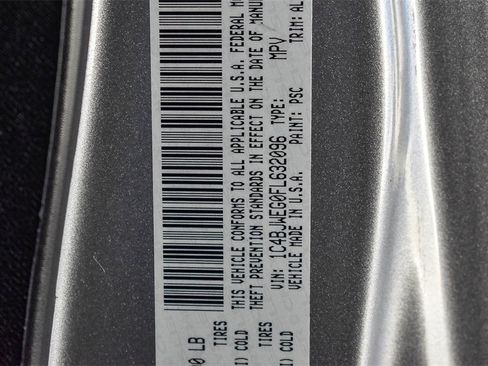 0 LB
TIRES
I) COLD
TIRES
I) COLD
THIS VEHICLE CONFORMS TO ALL APPLICABLE U.S.A. FEDERAL M
THEFT PREVENTION STANDARDS IN EFFECT ON THE DATE OF MANU
VIN: 1C4BJWEG0FL632096 TYPE: MPV
VEHICLE MADE IN U.S.A. PAINT: PSC TRIM: AL